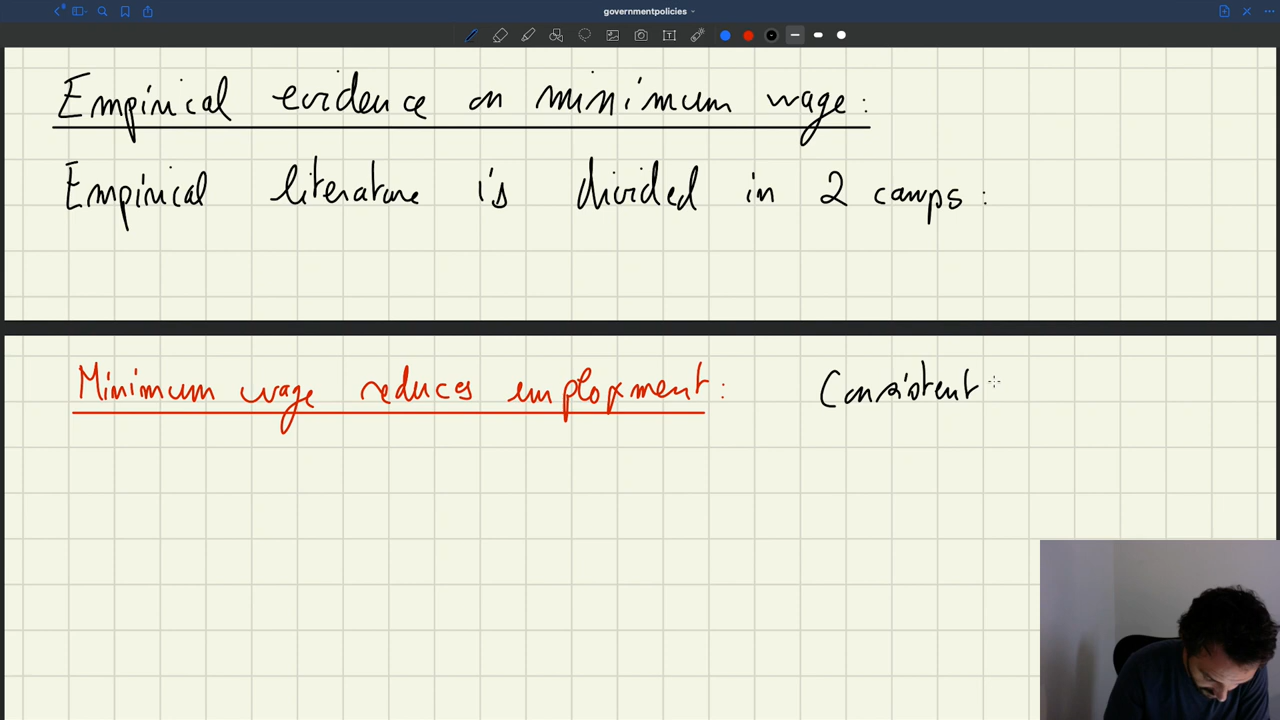 governmentpolicies
Empirical evidence on minimum wage:
Empirical literature is divided in 2 camps:
Minimum wage reduces employment: Consistent